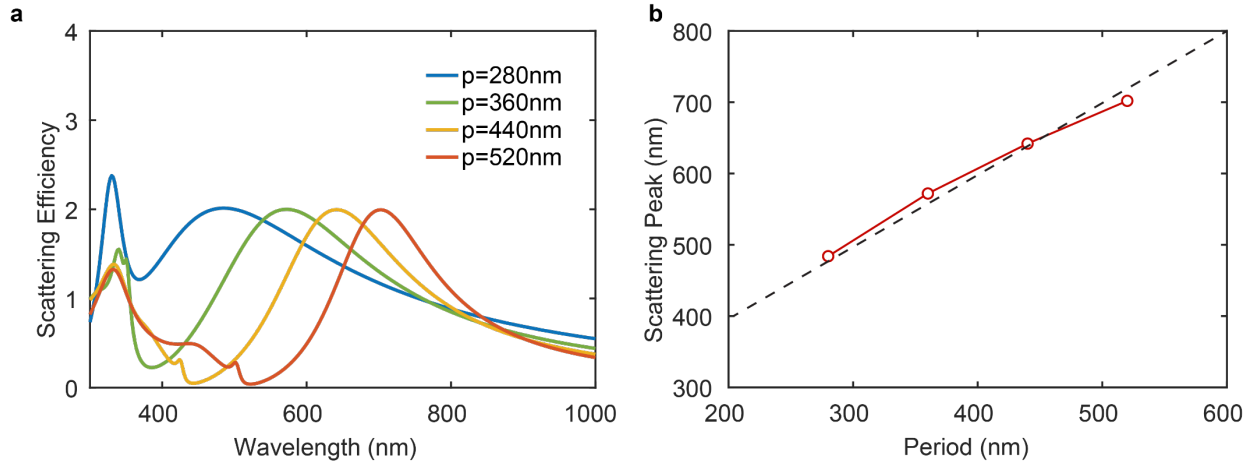 a
4
3
2
1
0
Scattering Efficiency
p=280nm
p=360nm
p=440nm
p=520nm
400
600
800
1000
Wavelength (nm)
b
800
700
600
500
400
300
Scattering Peak (nm)
200
300
400
500
600
Period (nm)